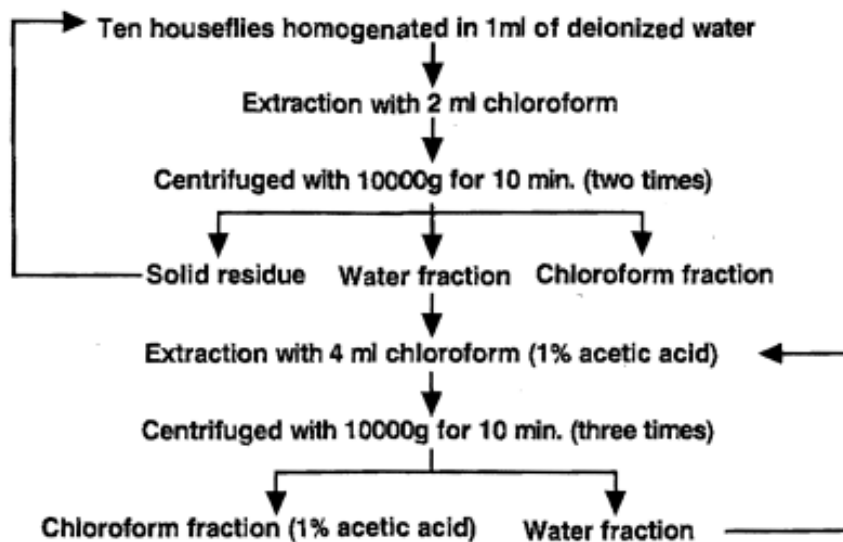 Ten houseflies homogenated in 1ml of deionized water
Extraction with 2 ml chloroform
Centrifuged with 10000g for 10 min. (two times)
Solid residue Water fraction Chloroform fraction
Extraction with 4 ml chloroform (1% acetic acid)
Centrifuged with 10000g for 10 min. (three times)
Chloroform fraction (1% acetic acid) Water fraction